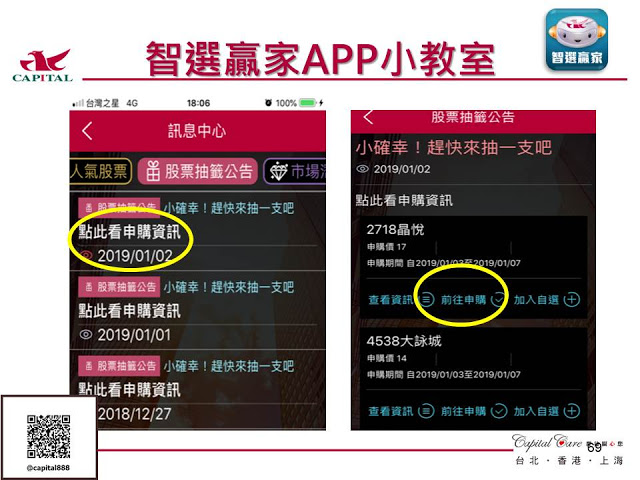 CAPITAL
智選贏家APP小教室
智選贏家
台灣之星 4G 18:06 100%
訊息中心
人氣股票 股票抽籤公告 市場
股票抽籤公告 小確幸！趕快來抽一支吧
點此看申購資訊
2019/01/02
股票抽籤公告 小確幸！趕快來抽一支吧
點此看申購資訊
2019/01/01
股票抽籤公告 小確幸！趕快來抽一支吧
點此看申購資訊
2018/12/27
股票抽籤公告
小確幸！趕快來抽一支吧
2019/01/02
點此看申購資訊
2718晶悅
申購價 17
申購期間 自2019/01/03至2019/01/07
查看資訊 前往申購 加入自選
4538大詠城
申購價 14
申購期間 自2019/01/03至2019/01/07
查看資訊 前往申購 加入自選
@capital888
Capital Care
69
台北・香港・上海